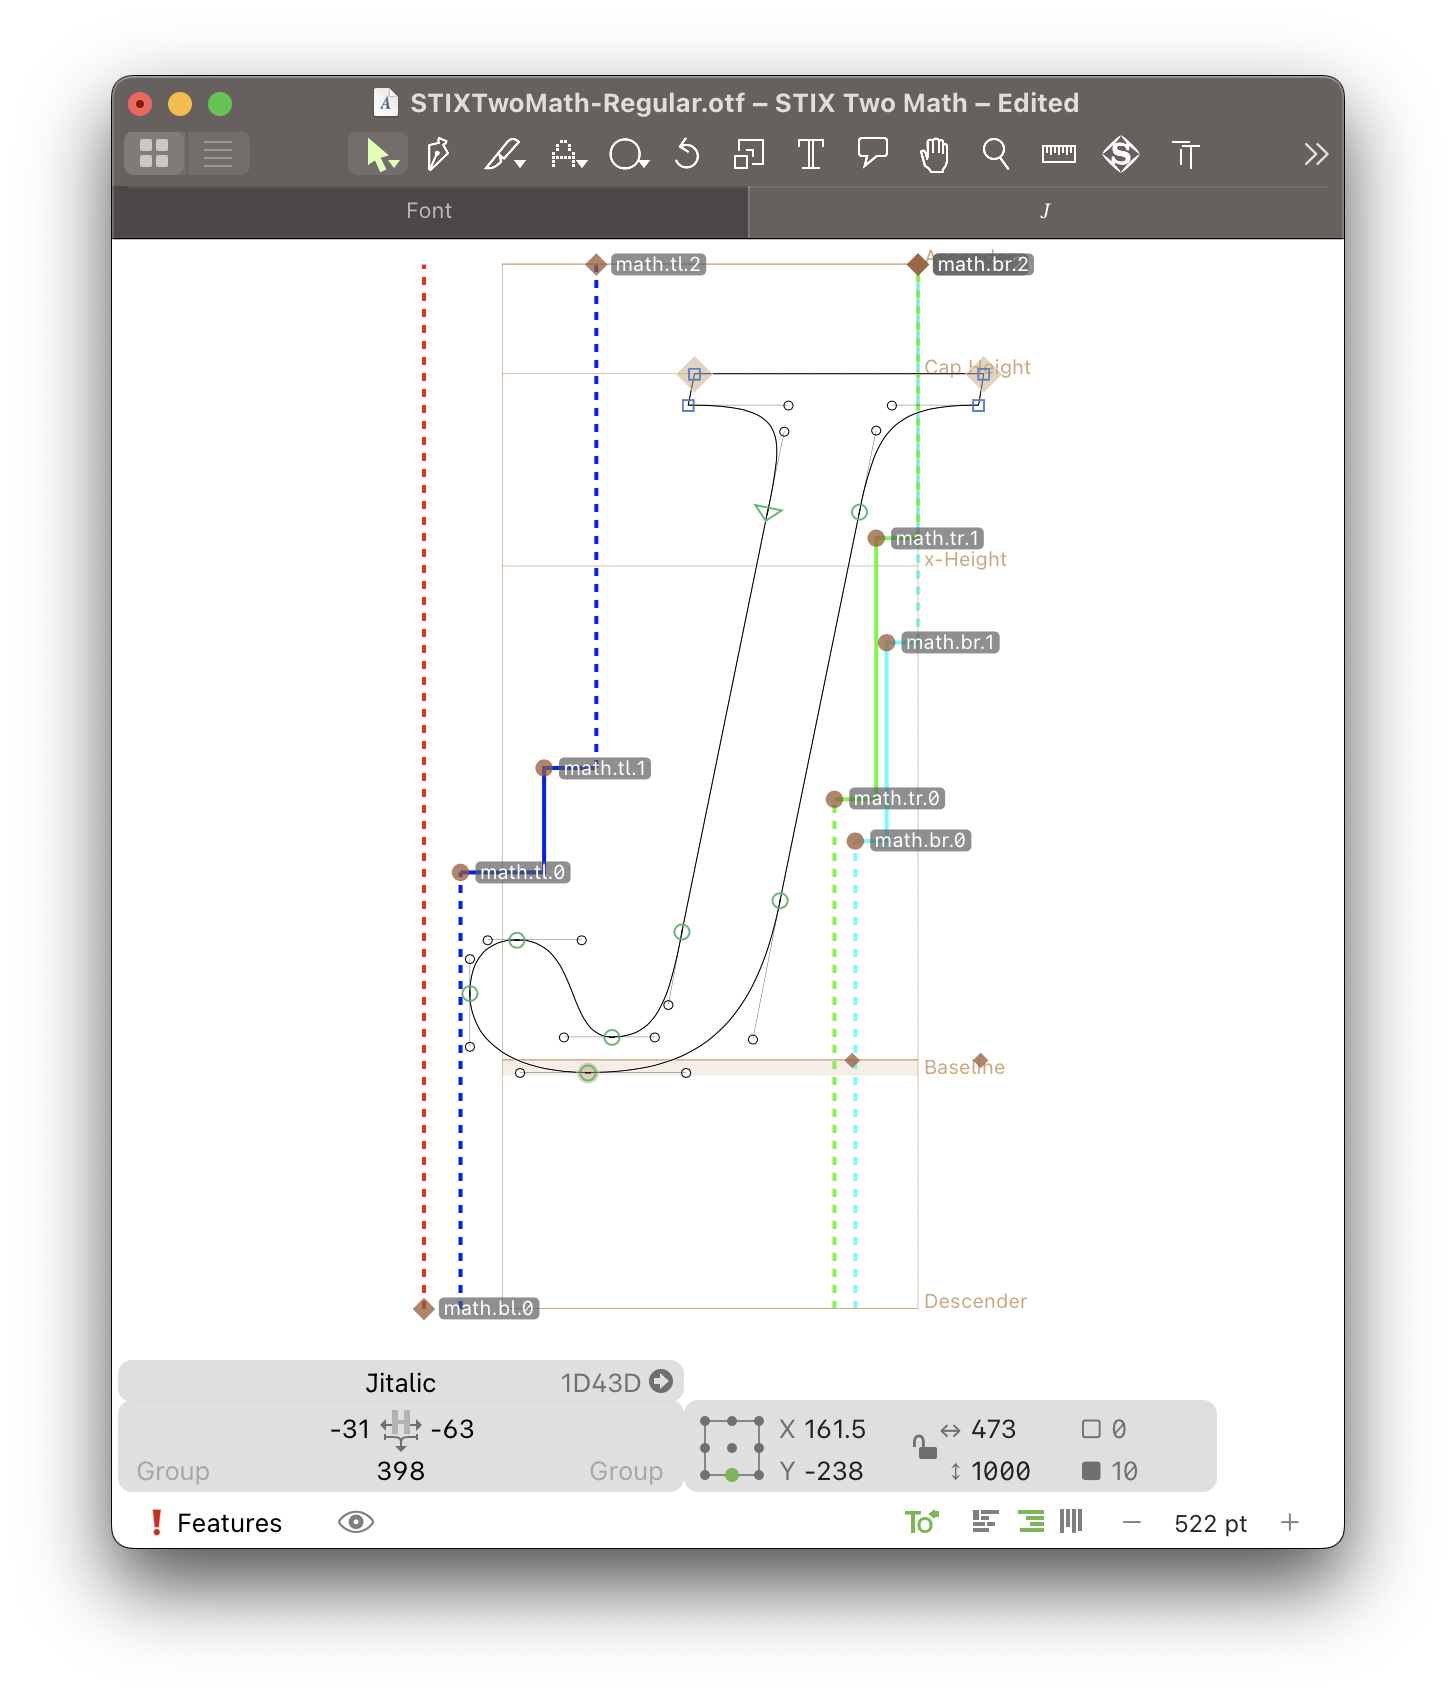 STIXTwoMath-Regular.otf – STIX Two Math – Edited
Font
J
math.tl.2
math.br.2
Cap Height
math.tr.1
x-Height
math.br.1
math.tl.1
math.tr.0
math.br.0
math.tl.0
Baseline
math.bl.0
Descender
Jitalic 1D43D
-31 H -63
X 161.5 473 0
Group 398 Group
Y -238 1000 10
! Features
To 522 pt